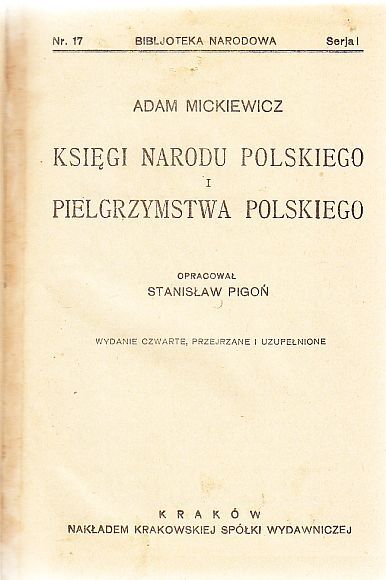 Nr. 17 BIBLJOTEKA NARODOWA Serja I
ADAM MICKIEWICZ
KSIĘGI NARODU POLSKIEGO
I
PIELGRZYMSTWA POLSKIEGO
OPRACOWAŁ
STANISŁAW PIGOŃ
WYDANIE CZWARTE, PRZEJRZANE I UZUPEŁNIONE
KRAKÓW
NAKŁADEM KRAKOWSKIEJ SPÓŁKI WYDAWNICZEJ